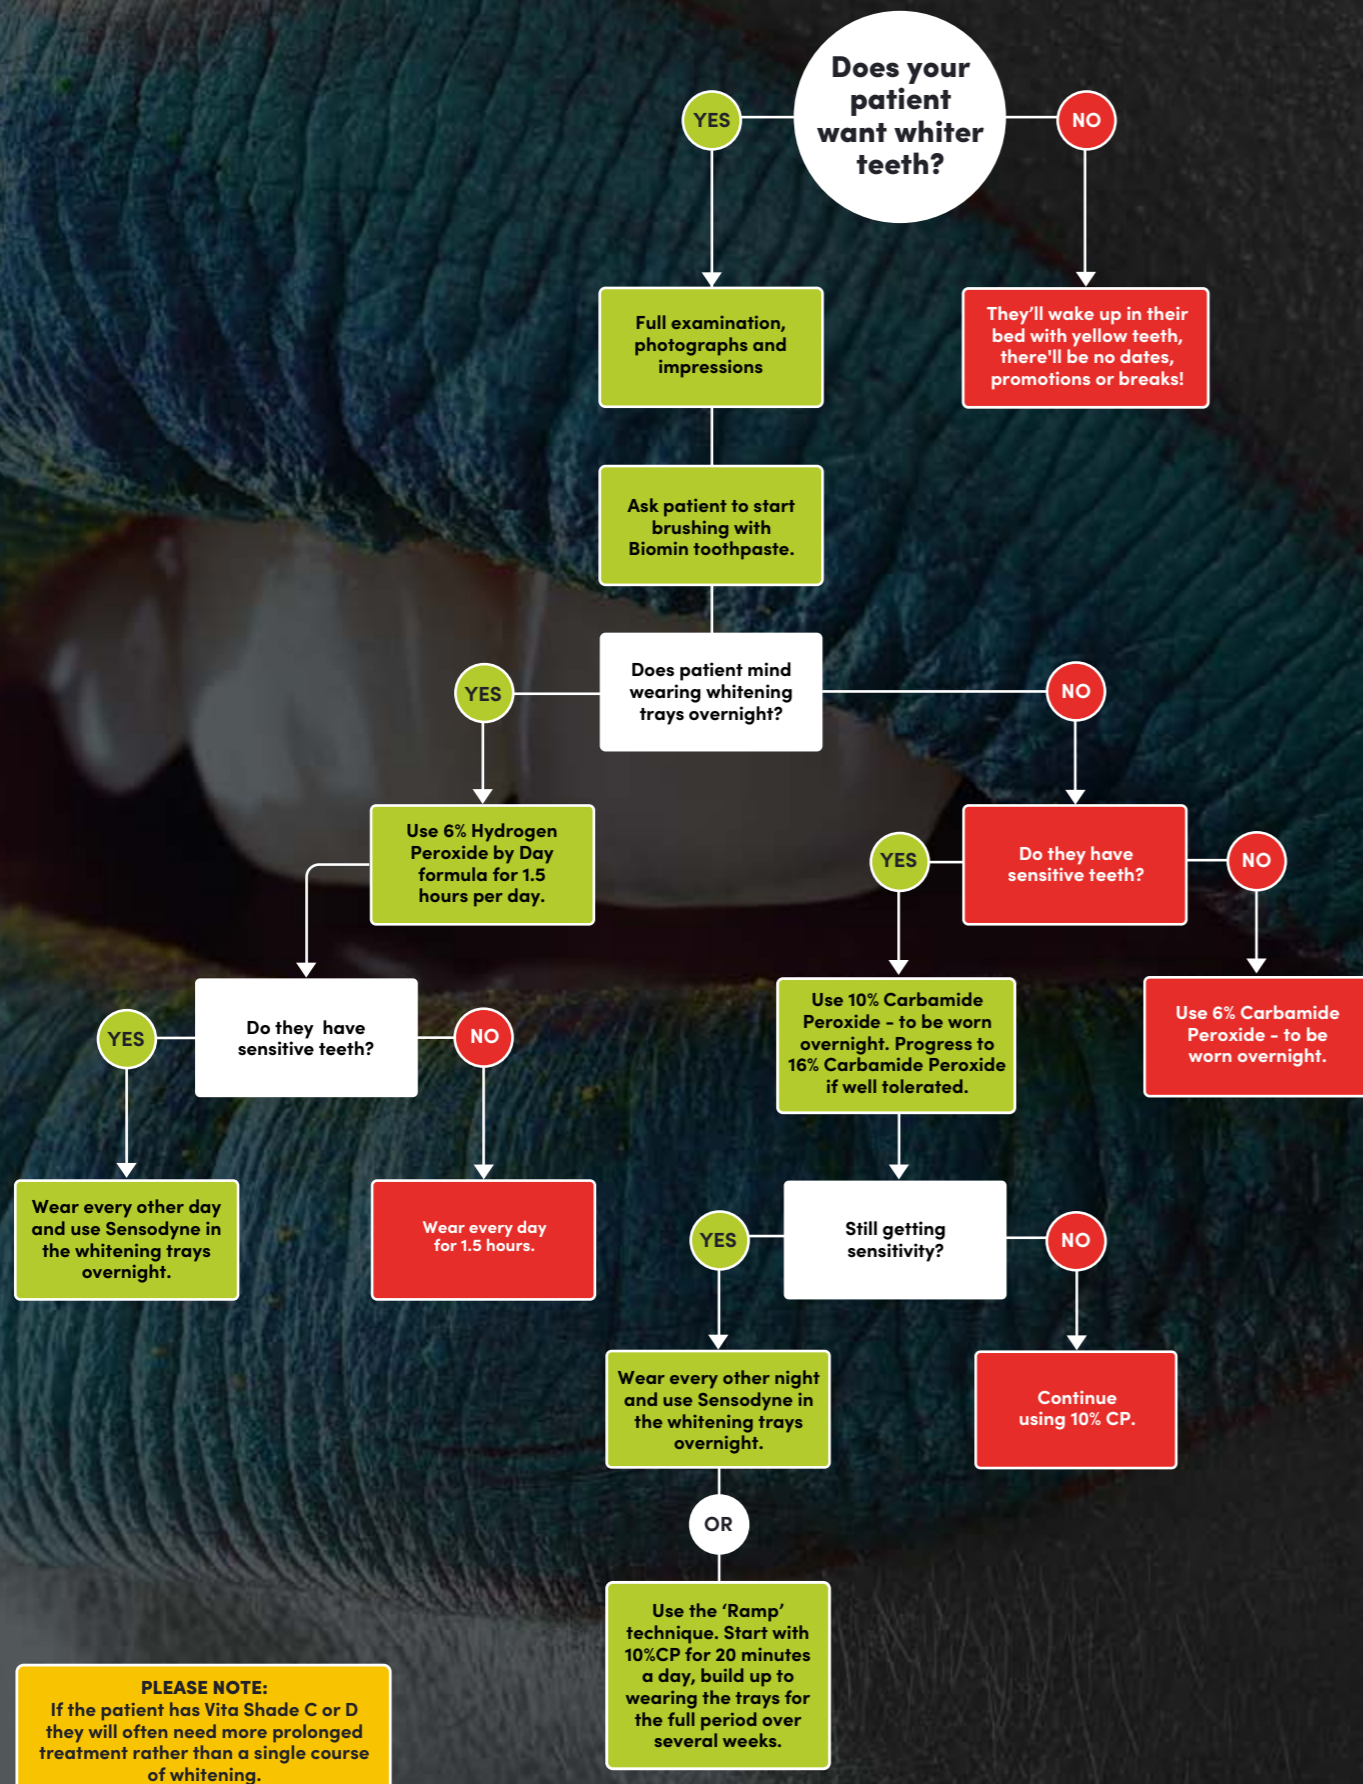 Does your
patient
want whiter
teeth?
YES
NO
Full examination,
photographs and
impressions
They'll wake up in their
bed with yellow teeth,
there'll be no dates,
promotions or breaks!
Ask patient to start
brushing with
Biomin toothpaste.
Does patient mind
wearing whitening
trays overnight?
YES
NO
Use 6% Hydrogen
Peroxide by Day
formula for 1.5
hours per day.
YES
Do they have
sensitive teeth?
NO
YES
Do they have
sensitive teeth?
NO
Use 10% Carbamide
Peroxide - to be worn
overnight. Progress to
16% Carbamide Peroxide
if well tolerated.
Use 6% Carbamide
Peroxide - to be
worn overnight.
Wear every other day
and use Sensodyne in
the whitening trays
overnight.
Wear every day
for 1.5 hours.
YES
Still getting
sensitivity?
NO
Wear every other night
and use Sensodyne in
the whitening trays
overnight.
Continue
using 10% CP.
OR
Use the ‘Ramp’
technique. Start with
10%CP for 20 minutes
a day, build up to
wearing the trays for
the full period over
several weeks.
PLEASE NOTE:
If the patient has Vita Shade C or D
they will often need more prolonged
treatment rather than a single course
of whitening.